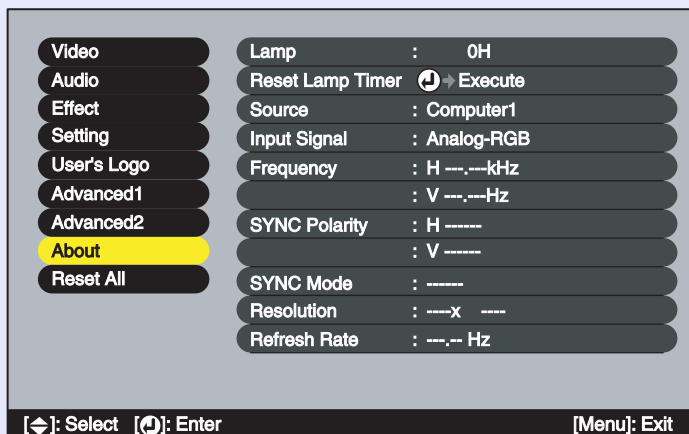 Video
Audio
Effect
Setting
User's Logo
Advanced1
Advanced2
About
Reset All
Lamp : 0H
Reset Lamp Timer Execute
Source : Computer1
Input Signal : Analog-RGB
Frequency : H ---.---kHz
: V ---.---Hz
SYNC Polarity : H ------
: V ------
SYNC Mode : ------
Resolution : ----x ----
Refresh Rate : ---.-- Hz
[ ]: Select [ ]: Enter [Menu]: Exit